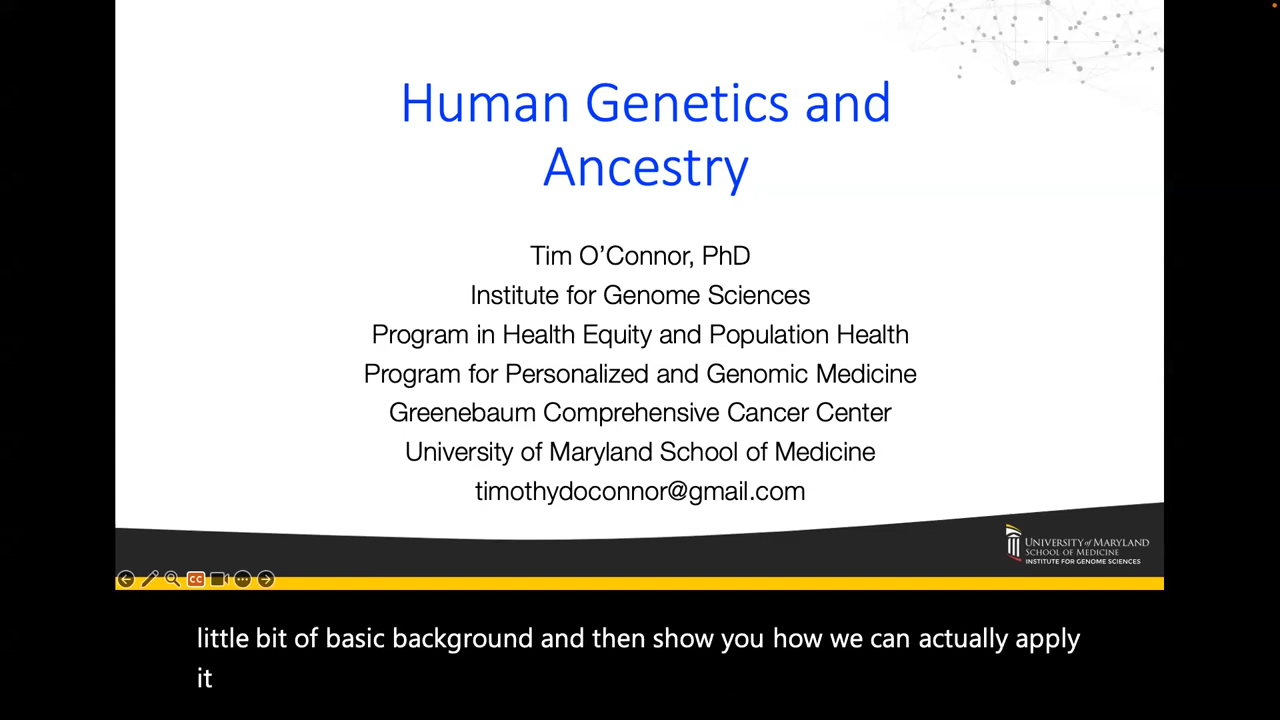 Human Genetics and
Ancestry
Tim O’Connor, PhD
Institute for Genome Sciences
Program in Health Equity and Population Health
Program for Personalized and Genomic Medicine
Greenebaum Comprehensive Cancer Center
University of Maryland School of Medicine
timothydoconnor@gmail.com
UNIVERSITY of MARYLAND
SCHOOL OF MEDICINE
INSTITUTE FOR GENOME SCIENCES
CC
little bit of basic background and then show you how we can actually apply
it